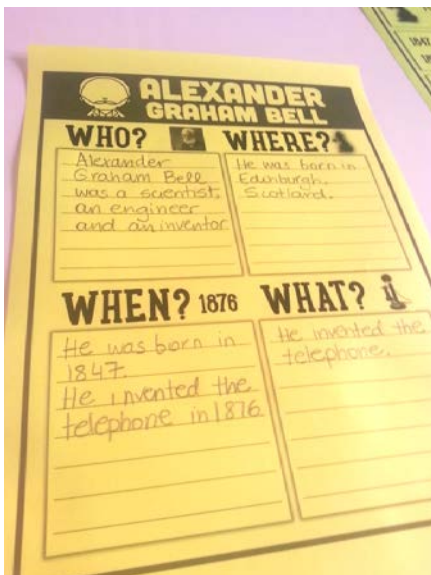 ALEXANDER
GRAHAM BELL
WHO?
Alexander
Graham Bell
was a scientist,
an engineer
and an inventor
WHERE?
He was born in
Edinburgh,
Scotland.
WHEN? 1876
He was born in
1847.
He invented the
telephone in 1876
WHAT?
He invented the
telephone.
1847